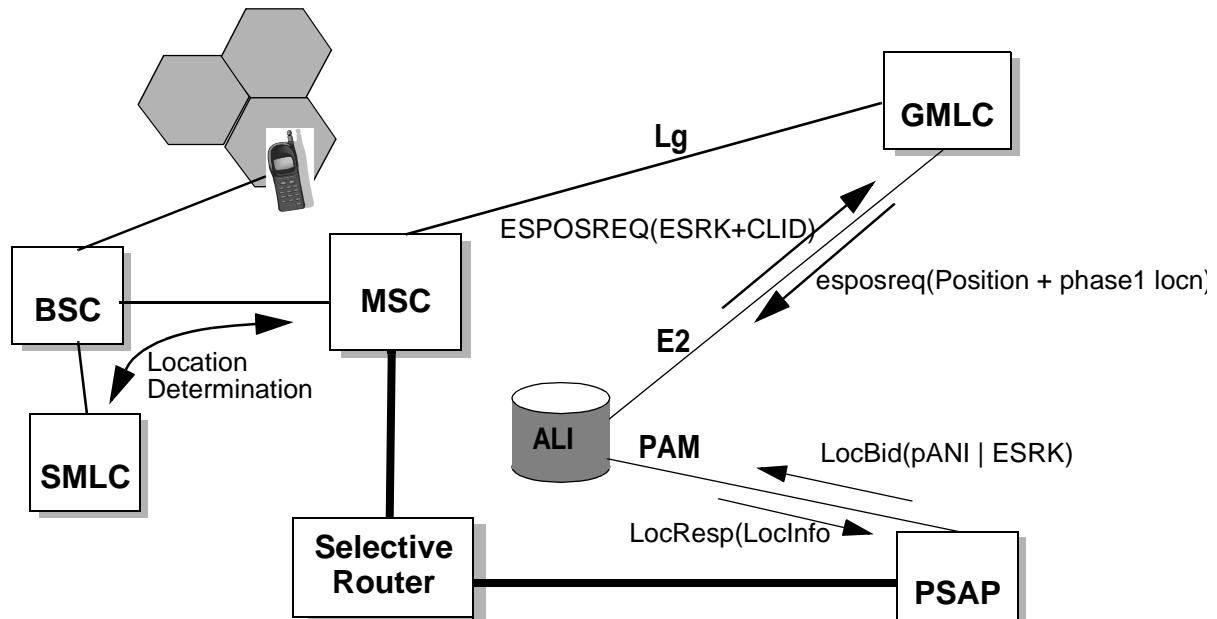 GMLC
Lg
ESPOSREQ(ESRK+CLID)
esposreq(Position + phase1 locn)
BSC
MSC
E2
Location
Determination
SMLC
ALI
PAM
LocBid(pANI | ESRK)
LocResp(LocInfo
Selective
Router
PSAP